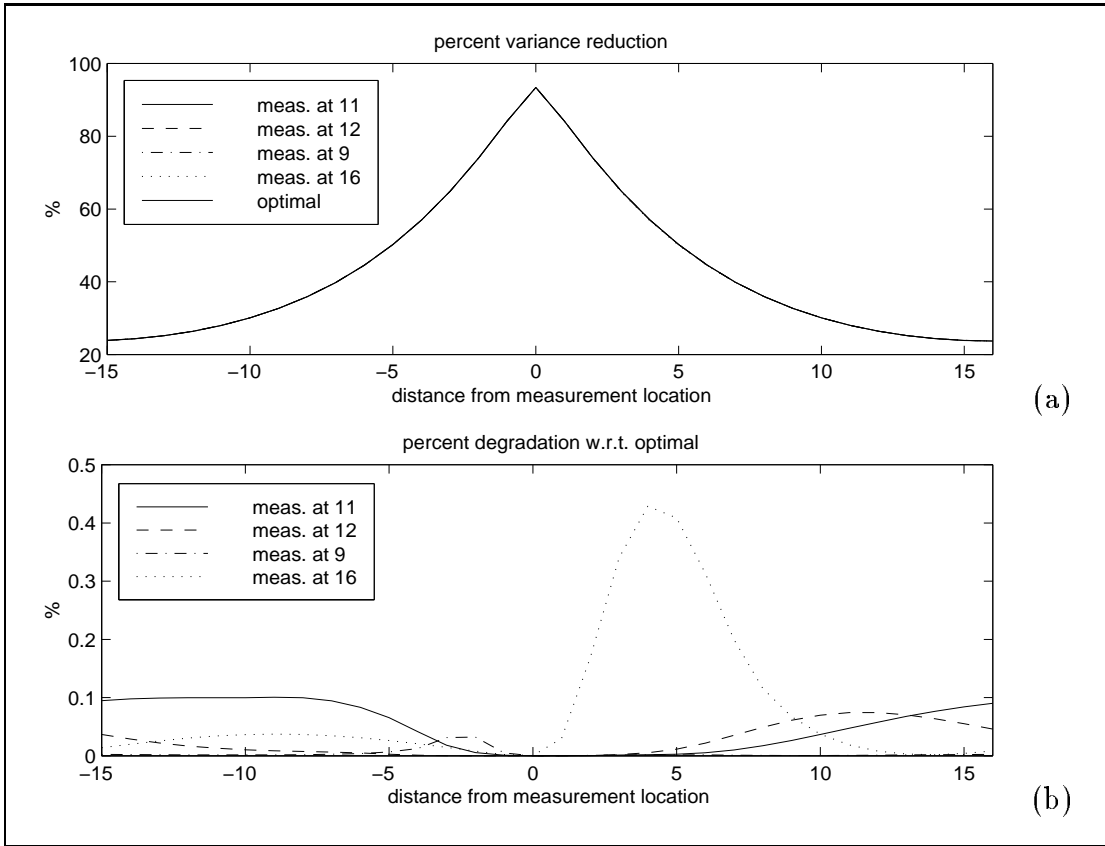 percent variance reduction
100
80
60
40
20
%
meas. at 11
meas. at 12
meas. at 9
meas. at 16
optimal
−15 −10 −5 0 5 10 15
distance from measurement location
(a)
percent degradation w.r.t. optimal
0.5
0.4
0.3
0.2
0.1
0
%
meas. at 11
meas. at 12
meas. at 9
meas. at 16
−15 −10 −5 0 5 10 15
distance from measurement location
(b)